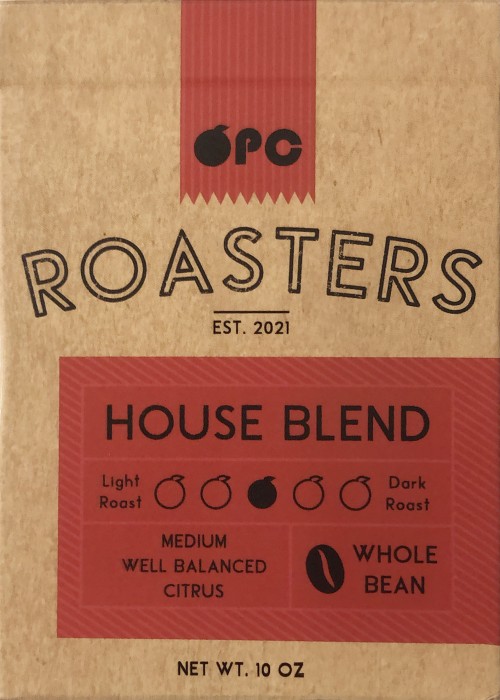 OPC
ROASTERS
EST. 2021
HOUSE BLEND
Light Roast
Dark Roast
MEDIUM
WELL BALANCED
CITRUS
WHOLE
BEAN
NET WT. 10 OZ